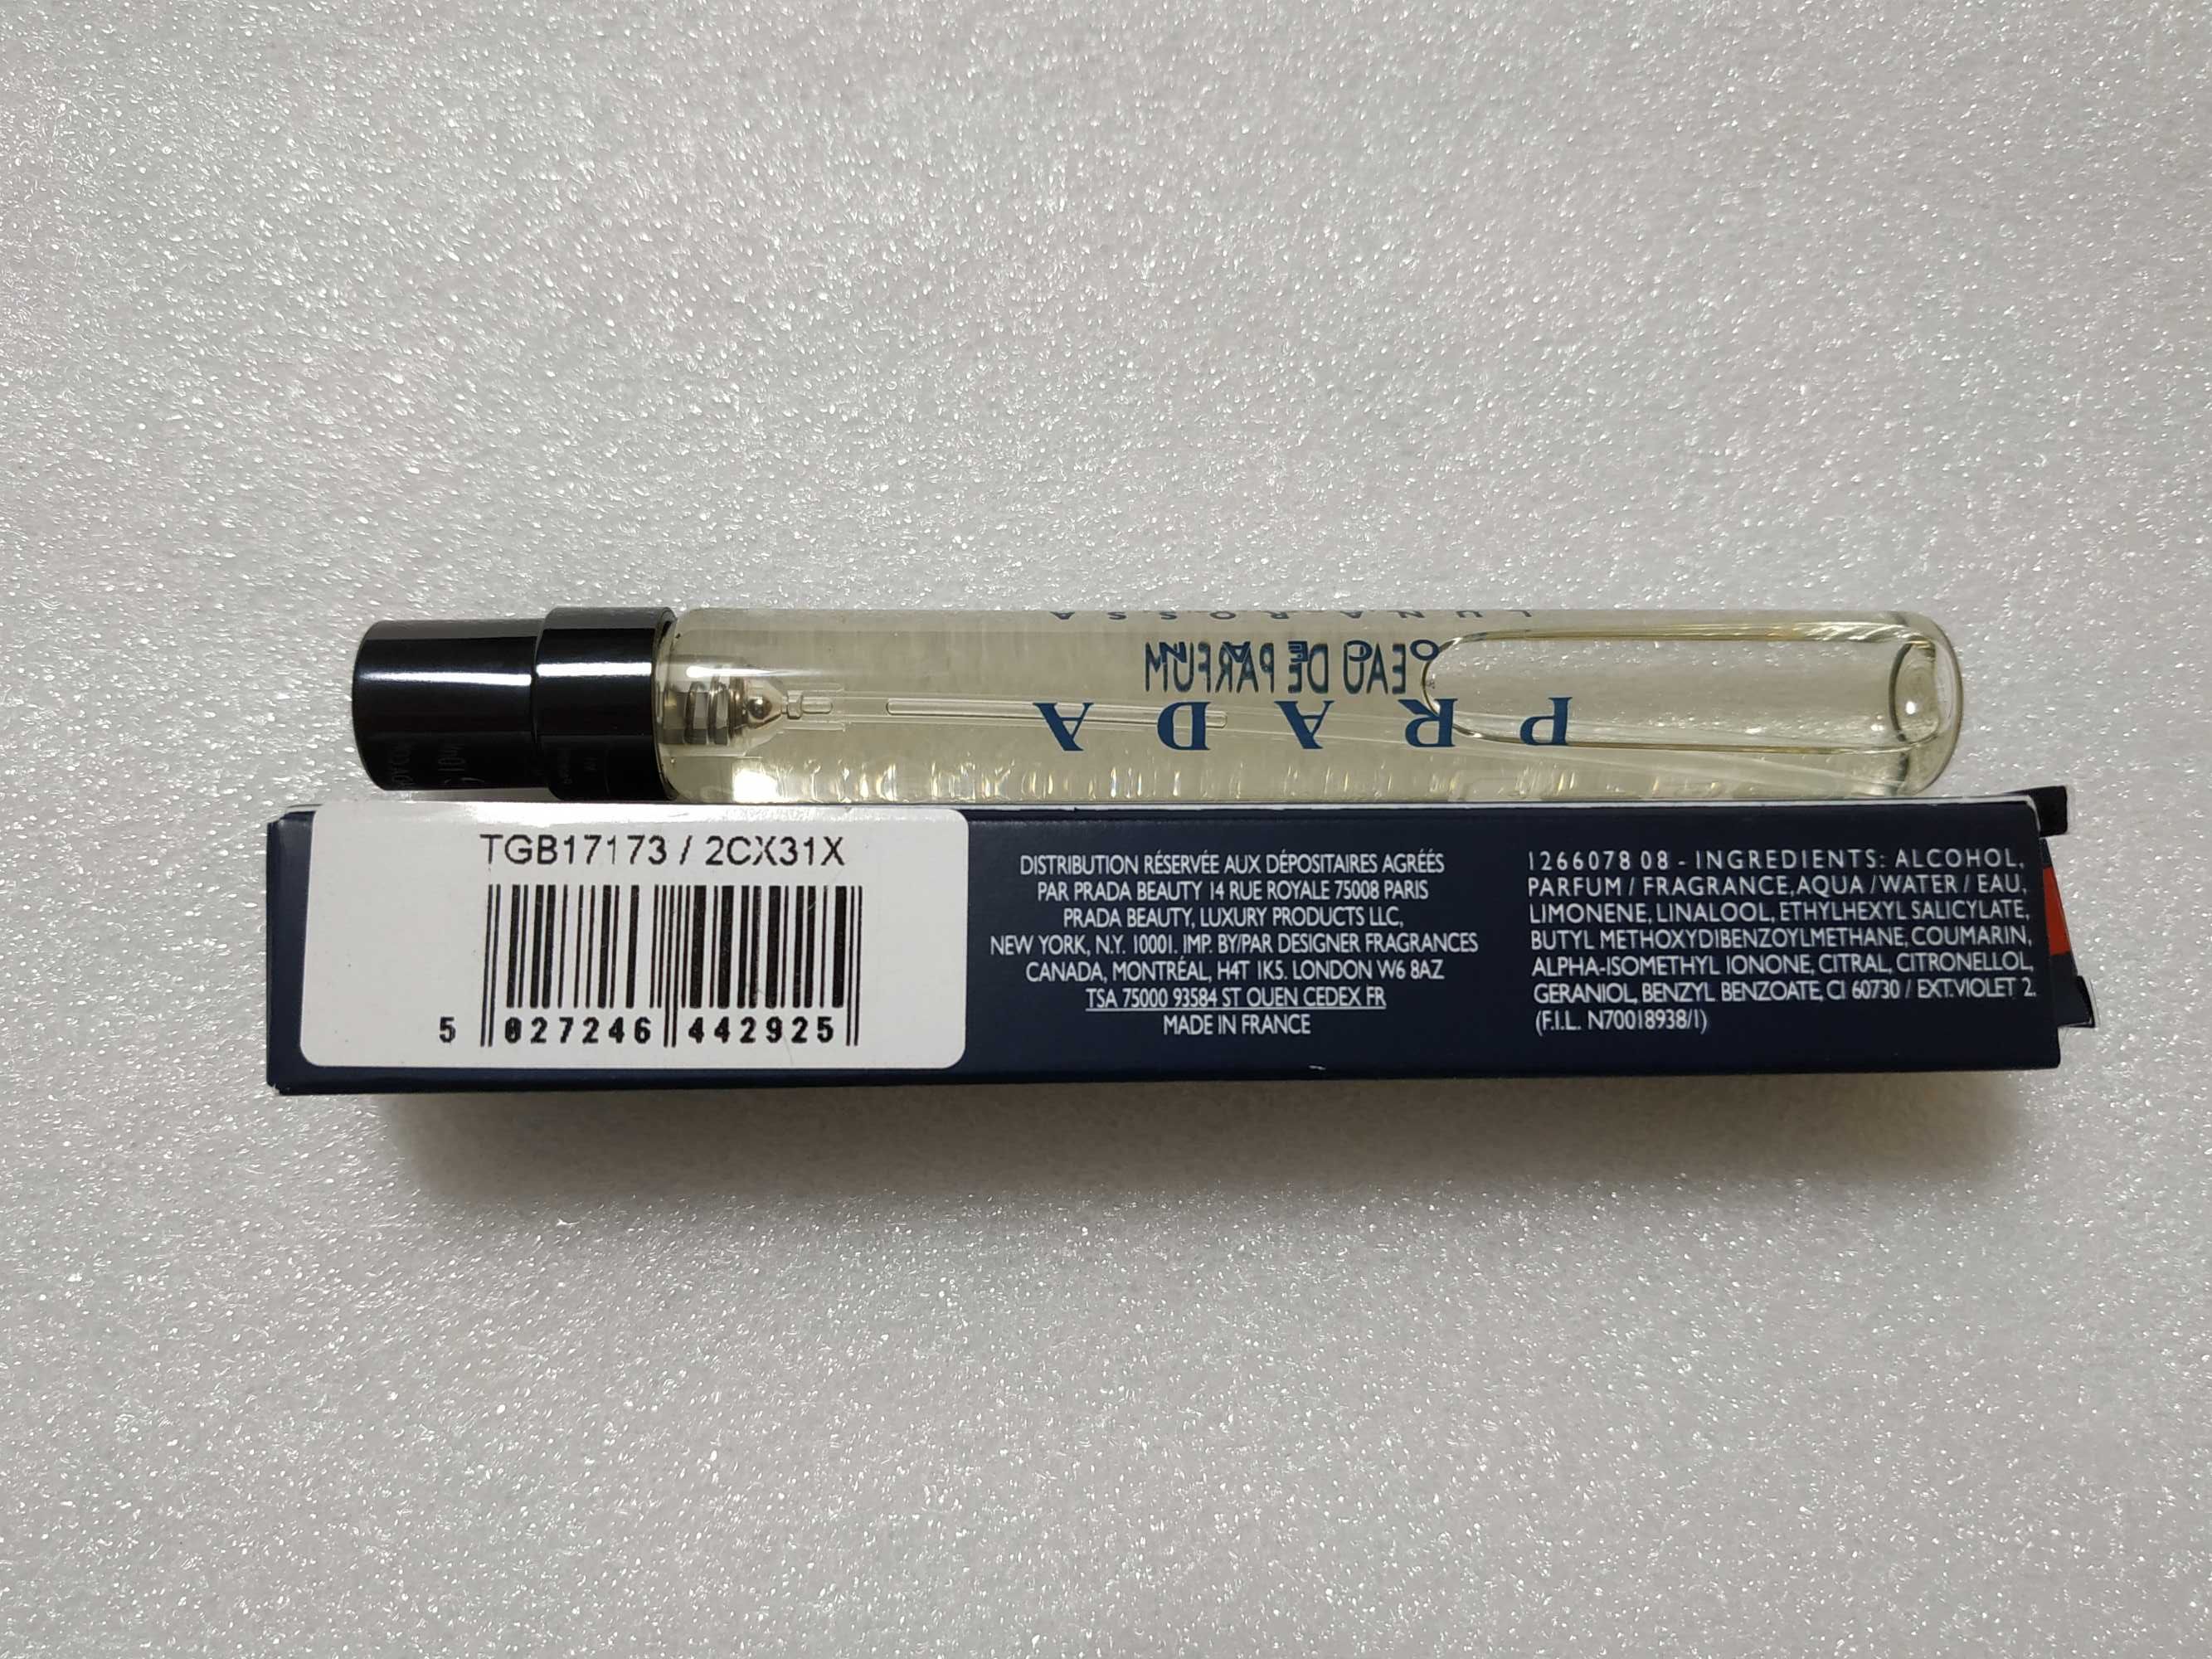 LUNA ROSSA
EAU DE PARFUM
PRADA
TGB17173 / 2CX31X
5 027246 442925
DISTRIBUTION RÉSERVÉE AUX DÉPOSITAIRES AGRÉÉS
PAR PRADA BEAUTY 14 RUE ROYALE 75008 PARIS
PRADA BEAUTY, LUXURY PRODUCTS LLC,
NEW YORK, N.Y. 10001. IMP. BY/PAR DESIGNER FRAGRANCES
CANADA, MONTRÉAL, H4T 1K5. LONDON W6 8AZ
TSA 75000 93584 ST OUEN CEDEX FR
MADE IN FRANCE
1266078 08 - INGREDIENTS: ALCOHOL,
PARFUM / FRAGRANCE, AQUA / WATER / EAU,
LIMONENE, LINALOOL, ETHYLHEXYL SALICYLATE,
BUTYL METHOXYDIBENZOYLMETHANE, COUMARIN,
ALPHA-ISOMETHYL IONONE, CITRAL, CITRONELLOL,
GERANIOL, BENZYL BENZOATE, CI 60730 / EXT. VIOLET 2.
(F.I.L. N70018938/1)